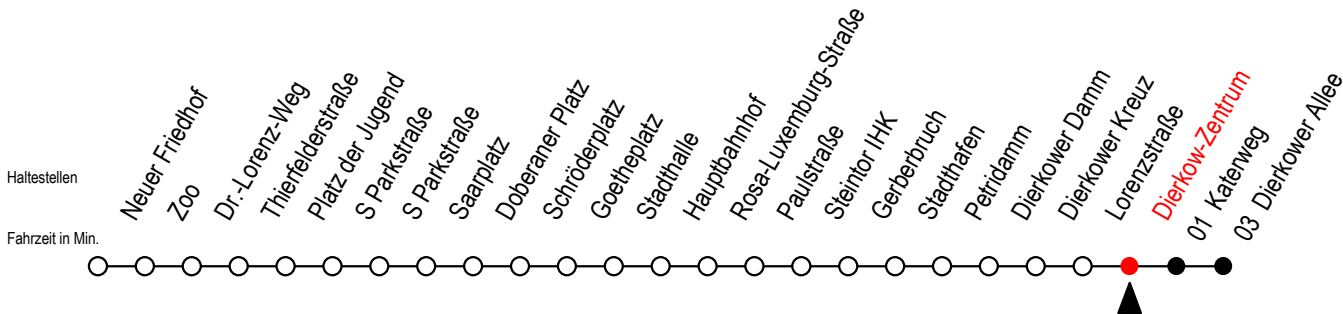 Haltestellen
Fahrzeit in Min.
Neuer Friedhof
Zoo
Dr.-Lorenz-Weg
Thierfelderstraße
Platz der Jugend
S Parkstraße
S Parkstraße
Saarplatz
Doberaner Platz
Schröderplatz
Goetheplatz
Stadthalle
Hauptbahnhof
Rosa-Luxemburg-Straße
Paulstraße
Steintor IHK
Gerberbruch
Stadthafen
Petridamm
Dierkower Damm
Dierkower Kreuz
Lorenzstraße
Dierkow-Zentrum
01 Katenweg
03 Dierkower Allee